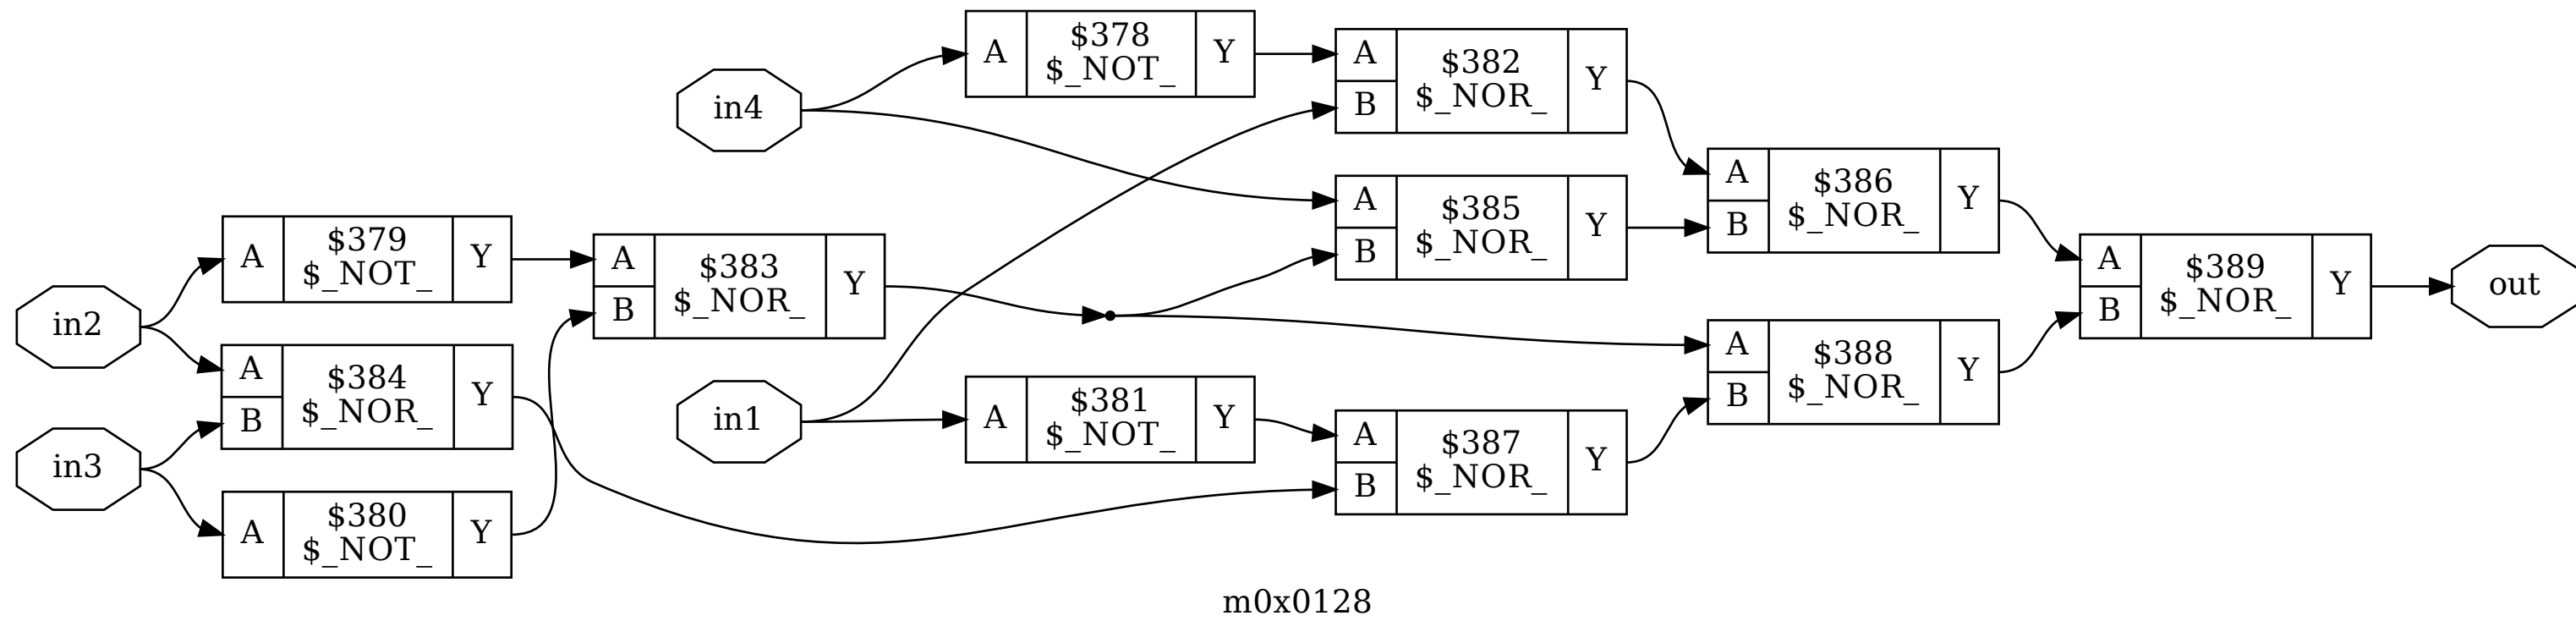 in4
A
$378
$_NOT_
Y
A
B
$382
$_NOR_
Y
in2
A
$379
$_NOT_
Y
A
B
$383
$_NOR_
Y
A
B
$385
$_NOR_
Y
A
B
$386
$_NOR_
Y
in3
A
B
$384
$_NOR_
Y
A
$380
$_NOT_
Y
in1
A
$381
$_NOT_
Y
A
B
$387
$_NOR_
Y
A
B
$388
$_NOR_
Y
A
B
$389
$_NOR_
Y
out
m0x0128